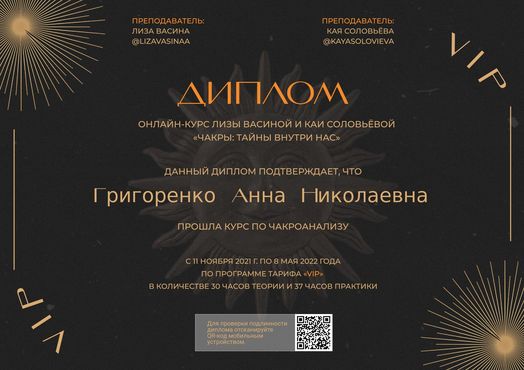 ПРЕПОДАВАТЕЛЬ:
ЛИЗА ВАСИНА
@LIZAVASINAA
ПРЕПОДАВАТЕЛЬ:
КАЯ СОЛОВЬЁВА
@KAYASOLOVIEVA
VIP
ДИПЛОМ
ОНЛАЙН-КУРС ЛИЗЫ ВАСИНОЙ И КАИ СОЛОВЬЁВОЙ
«ЧАКРЫ: ТАЙНЫ ВНУТРИ НАС»
ДАННЫЙ ДИПЛОМ ПОДТВЕРЖДАЕТ, ЧТО
Григоренко Анна Николаевна
ПРОШЛА КУРС ПО ЧАКРОАНАЛИЗУ
С 11 НОЯБРЯ 2021 Г. ПО 8 МАЯ 2022 ГОДА
ПО ПРОГРАММЕ ТАРИФА «VIP»
В КОЛИЧЕСТВЕ 30 ЧАСОВ ТЕОРИИ И 37 ЧАСОВ ПРАКТИКИ
VIP
Для проверки подлинности
диплома отсканируйте
QR-код мобильным
устройством